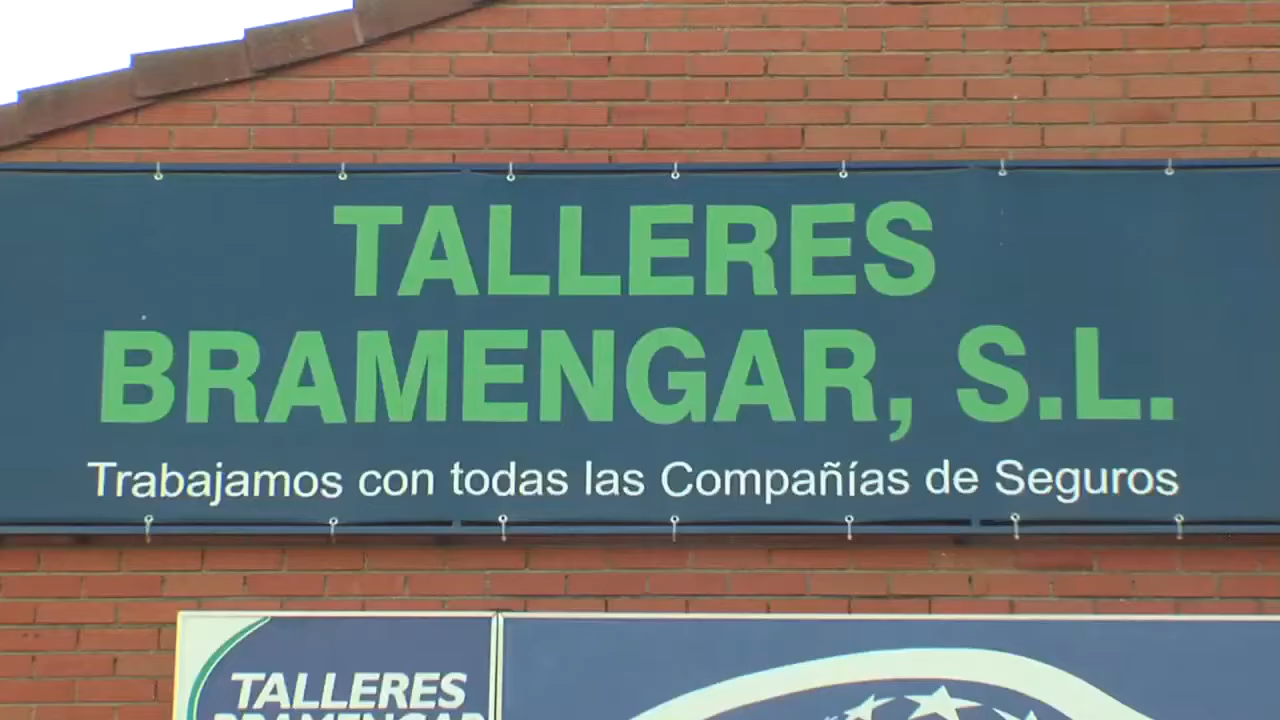 TALLERES
BRAMENGAR, S.L.
Trabajamos con todas las Compañías de Seguros
TALLERES
BRAMENGAR